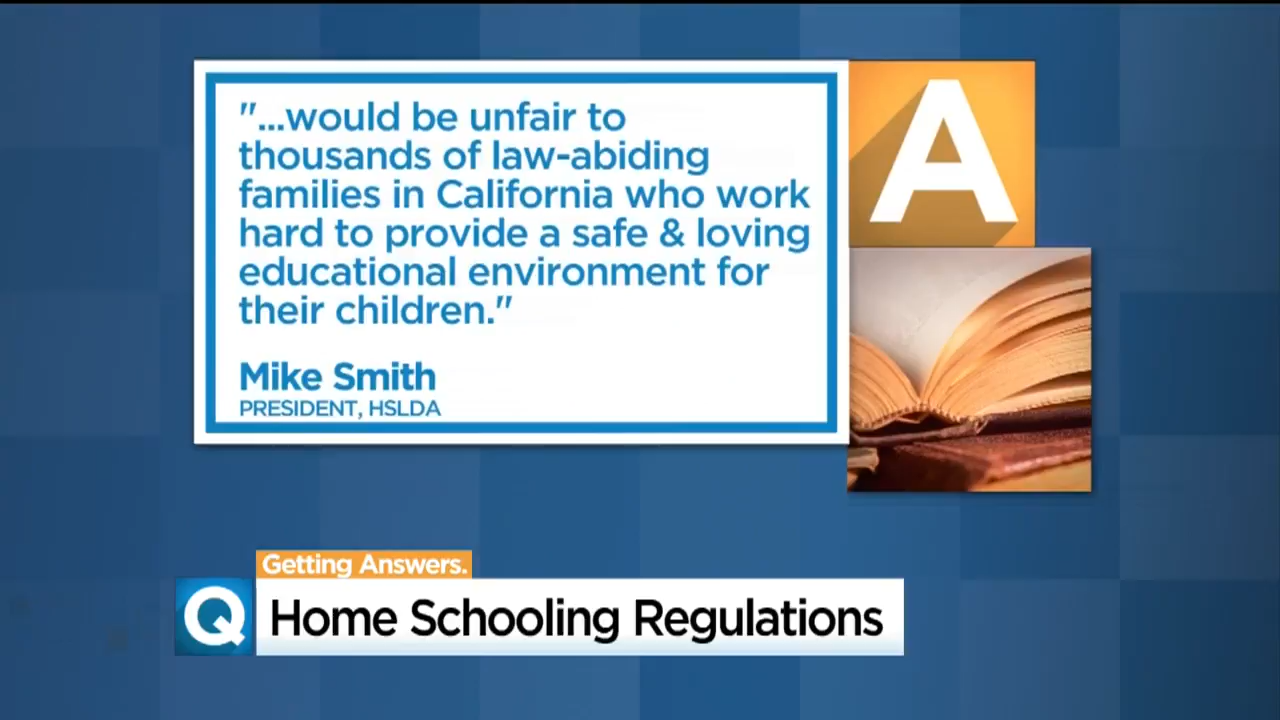 "...would be unfair to
thousands of law-abiding
families in California who work
hard to provide a safe & loving
educational environment for
their children."
Mike Smith
PRESIDENT, HSLDA
A
Getting Answers.
Q
Home Schooling Regulations